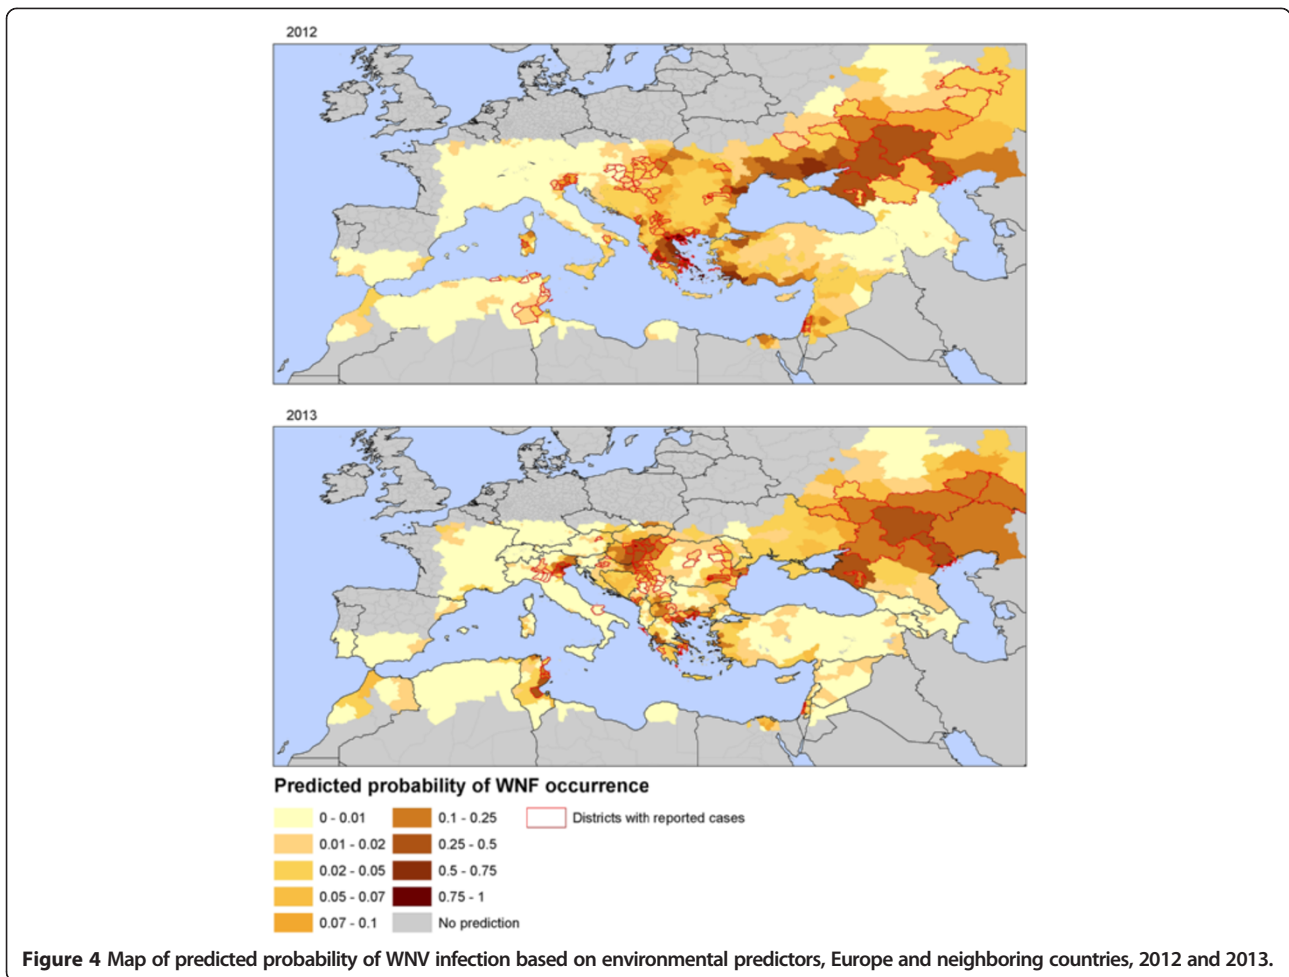 2012
2013
Predicted probability of WNF occurrence
0 - 0.01
0.01 - 0.02
0.02 - 0.05
0.05 - 0.07
0.07 - 0.1
0.1 - 0.25
0.25 - 0.5
0.5 - 0.75
0.75 - 1
No prediction
Districts with reported cases
Figure 4 Map of predicted probability of WNV infection based on environmental predictors, Europe and neighboring countries, 2012 and 2013.